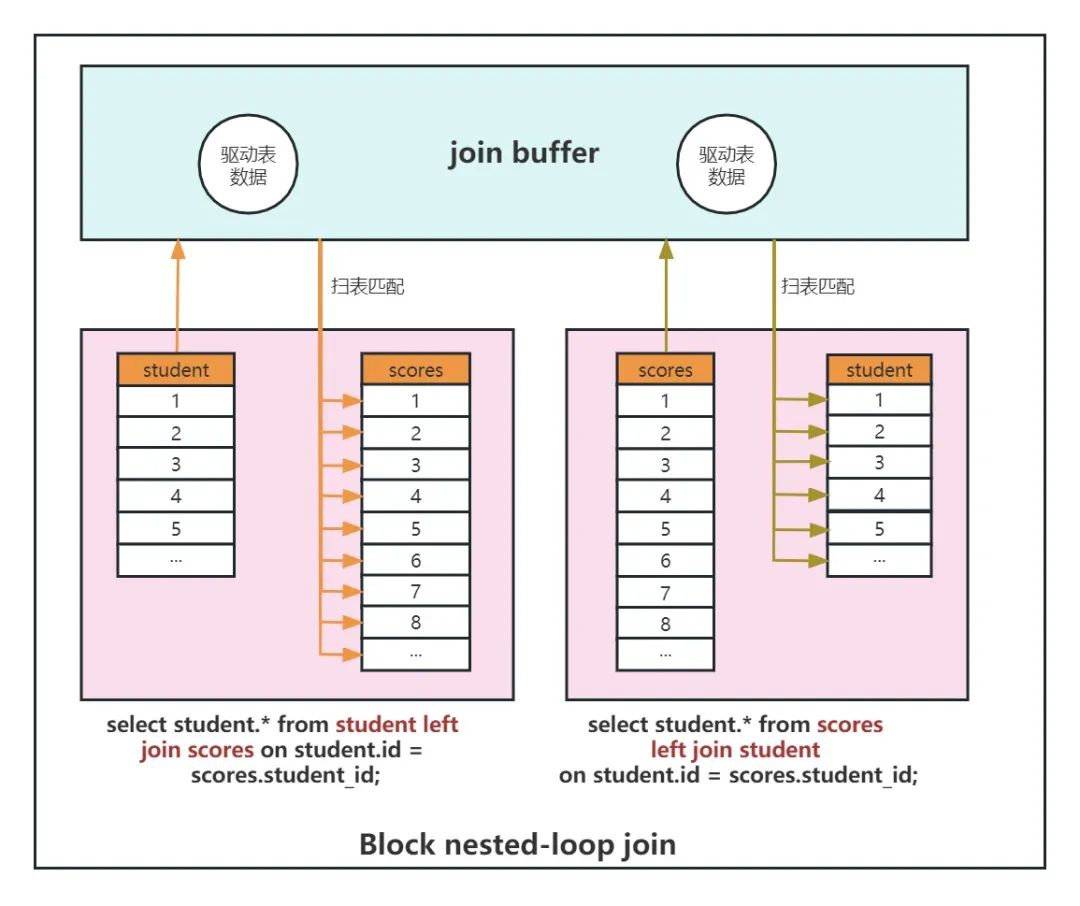 驱动表
数据
join buffer
驱动表
数据
扫表匹配
扫表匹配
student
1
2
3
4
5
...
scores
1
2
3
4
5
6
7
8
...
scores
1
2
3
4
5
6
7
8
...
student
1
2
3
4
5
...
select student.* from student left
join scores on student.id =
scores.student_id;
select student.* from scores
left join student
on student.id = scores.student_id;
Block nested-loop join